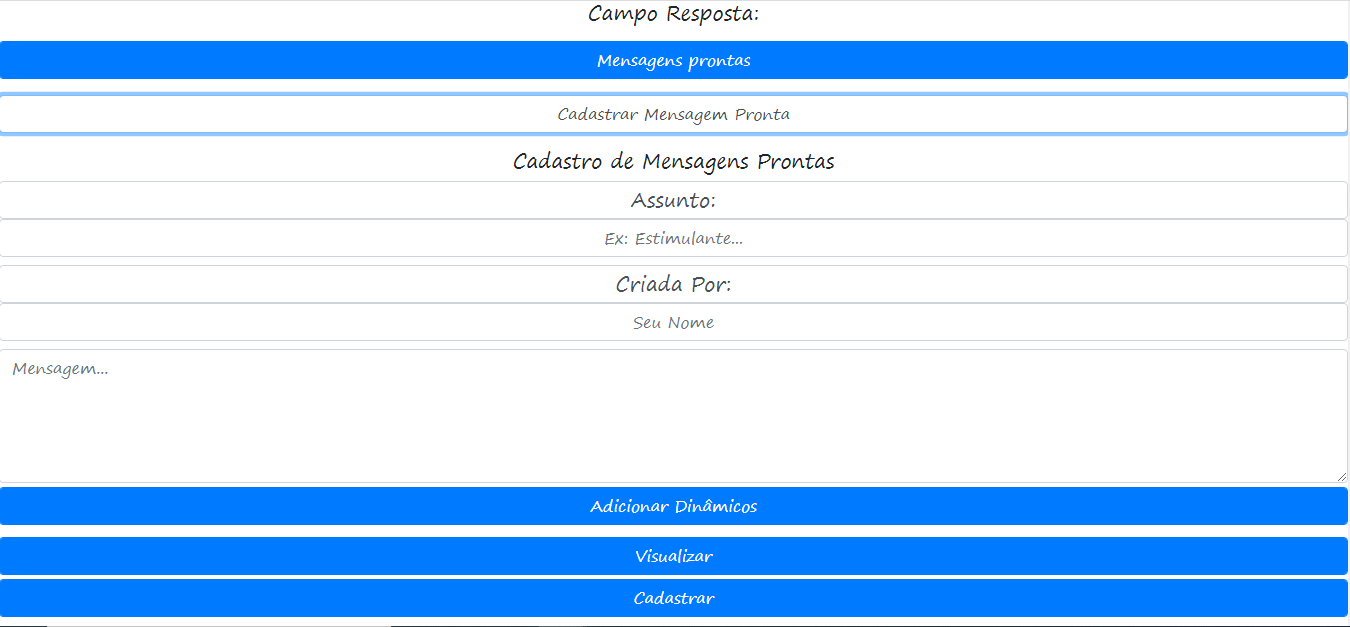 Campo Resposta:
Mensagens prontas
Cadastrar Mensagem Pronta
Cadastro de Mensagens Prontas
Assunto:
Ex: Estimulante...
Criada Por:
Seu Nome
Mensagem...
Adicionar Dinâmicos
Visualizar
Cadastrar